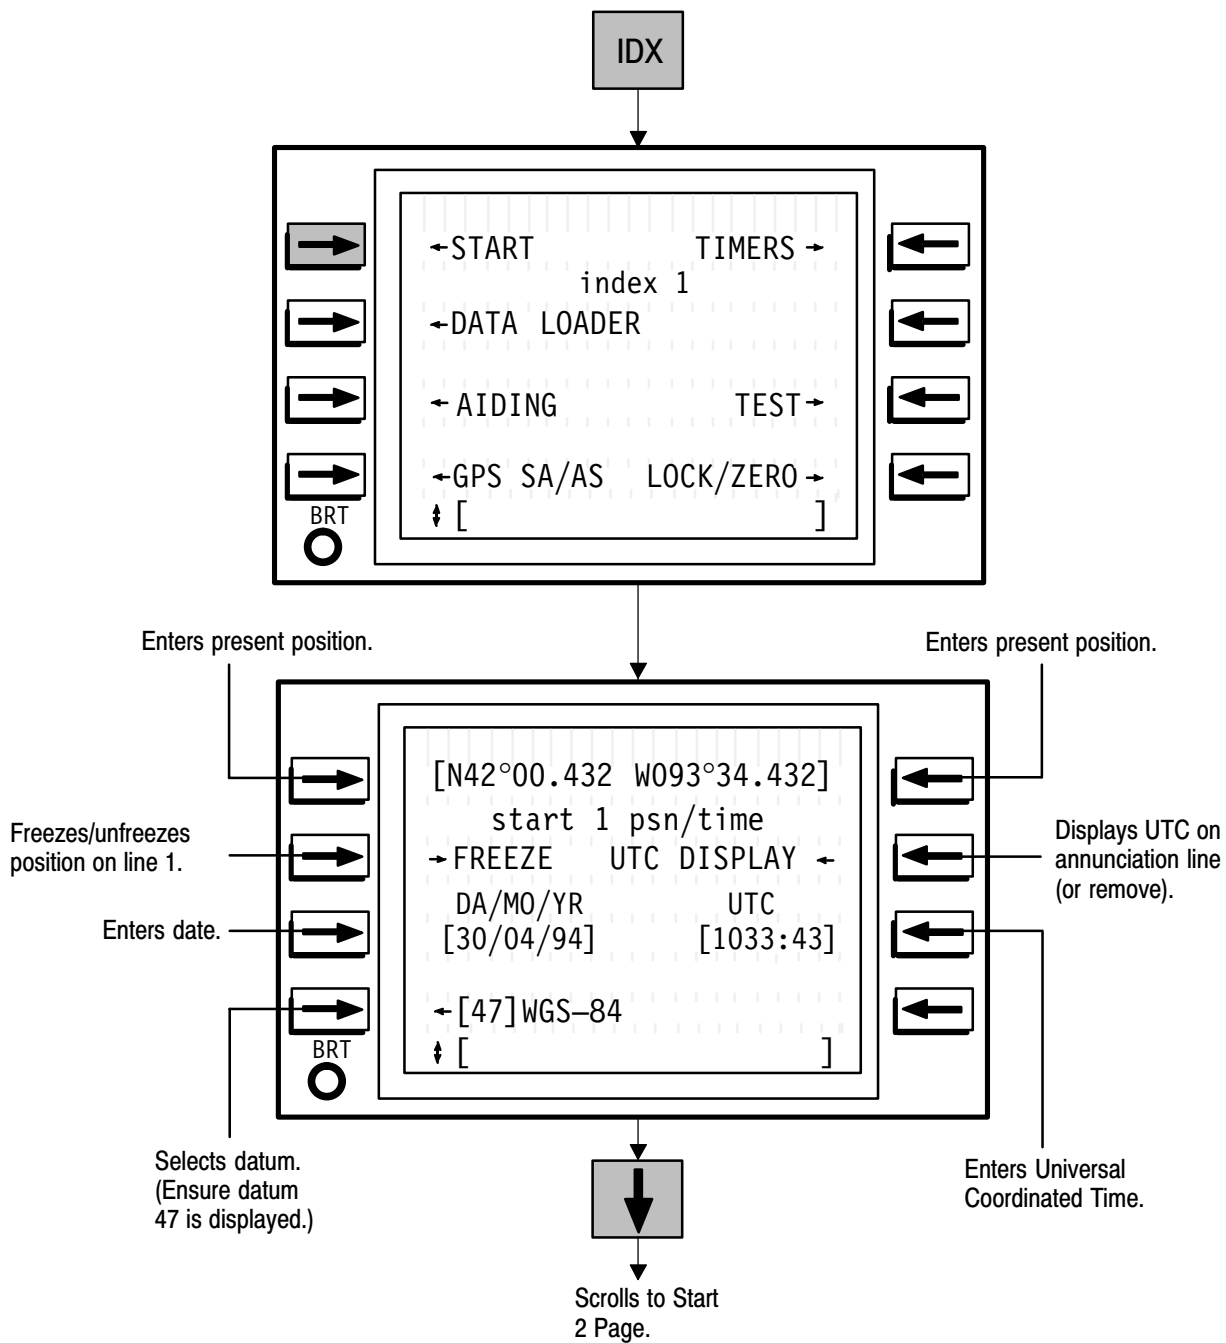 IDX
←START TIMERS→
index 1
←DATA LOADER
←AIDING TEST→
←GPS SA/AS LOCK/ZERO→
BRT
[ ]
Enters present position.
Enters present position.
[N42°00.432 W093°34.432]
start 1 psn/time
Freezes/unfreezes
position on line 1.
→FREEZE UTC DISPLAY←
Displays UTC on
annunciation line
(or remove).
DA/MO/YR UTC
Enters date.
[30/04/94] [1033:43]
←[47]WGS–84
BRT
[ ]
Selects datum.
(Ensure datum
47 is displayed.)
Enters Universal
Coordinated Time.
Scrolls to Start
2 Page.